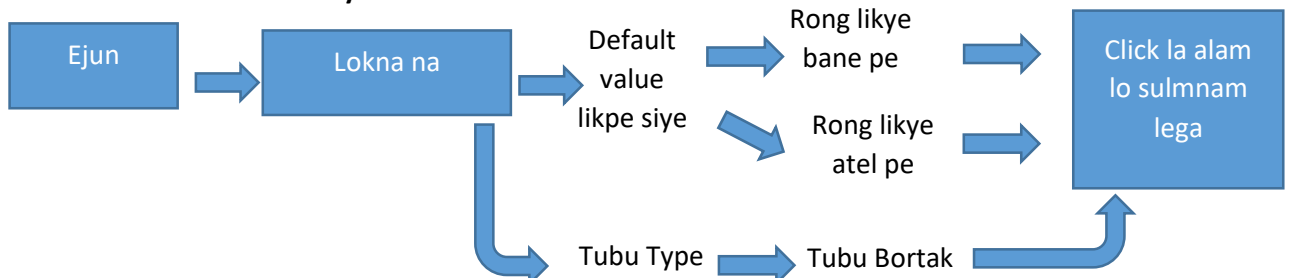 Ejun
Lokna na
Default
value
likpe siye
Rong likye
bane pe
Rong likye
atel pe
Click la alam
lo sulmnam
lega
Tubu Type
Tubu Bortak